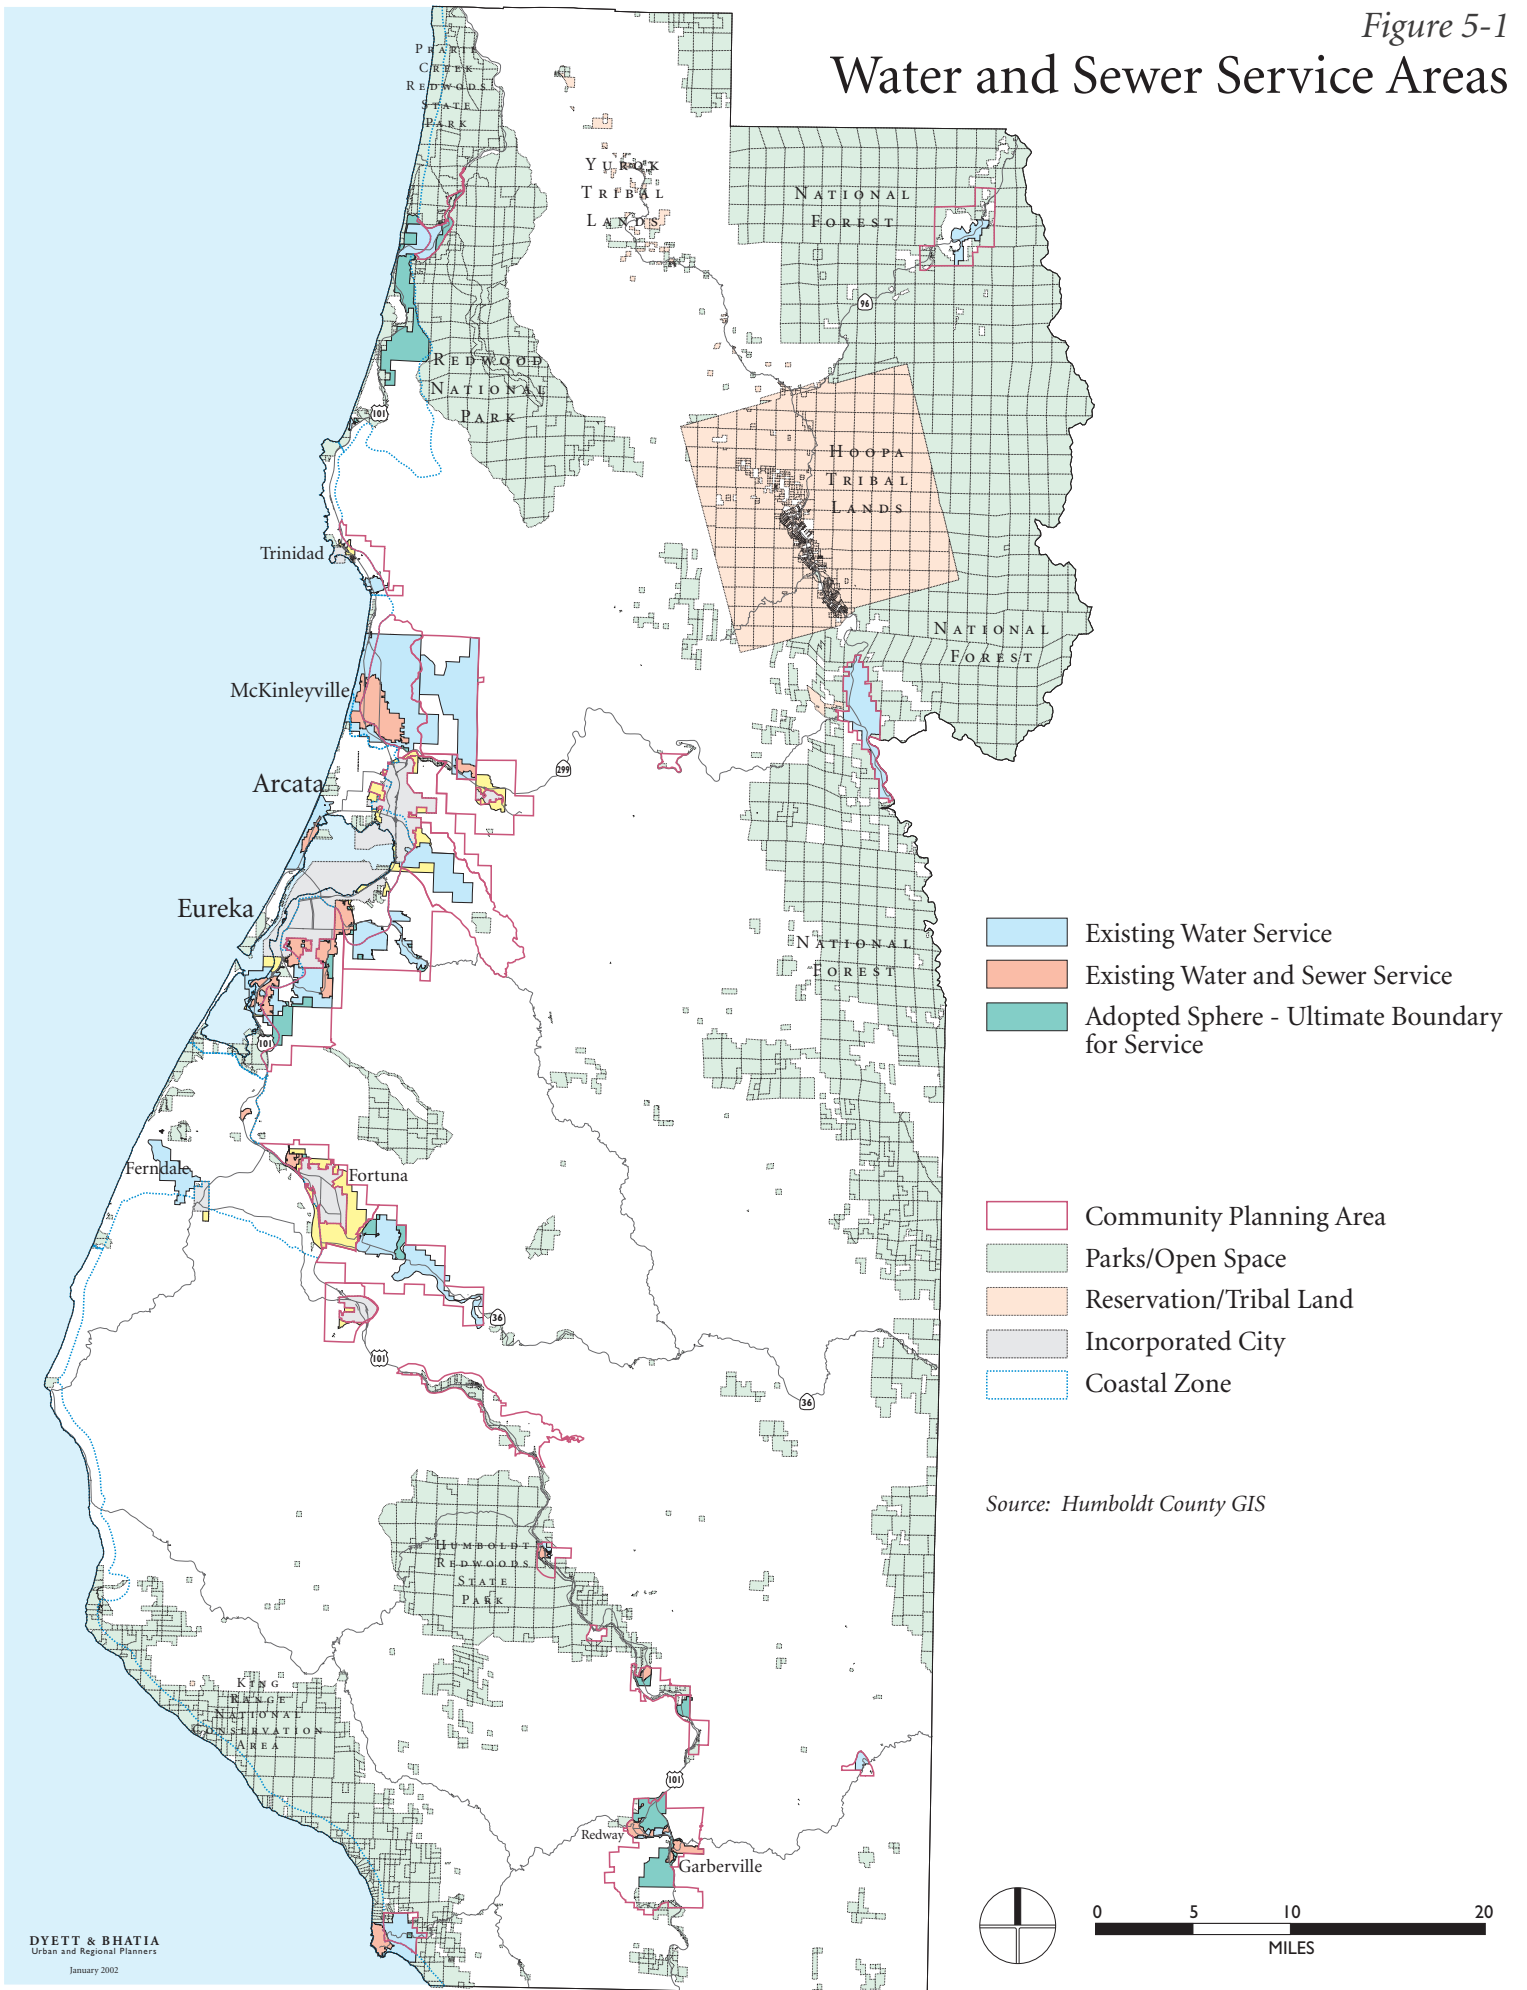 Figure 5-1
Water and Sewer Service Areas
PRARIE
CREEK
REDWODS
STATE
PARK
YUROK
TRIBAL
LANDS
NATIONAL
FOREST
96
REDWOOD
NATIONAL
PARK
101
HOOPA
TRIBAL
LANDS
Trinidad
NATIONAL
FOREST
McKinleyville
299
Arcata
Eureka
NATIONAL
FOREST
101
Existing Water Service
Existing Water and Sewer Service
Adopted Sphere - Ultimate Boundary
for Service
Ferndale
Fortuna
36
101
36
Community Planning Area
Parks/Open Space
Reservation/Tribal Land
Incorporated City
Coastal Zone
Source: Humboldt County GIS
HUMBOLDT
REDWOODS
STATE
PARK
KING
RANGE
NATIONAL
CONSERVATION
AREA
101
Redway
Garberville
0 5 10 20
MILES
DYETT & BHATIA
Urban and Regional Planners
January 2002